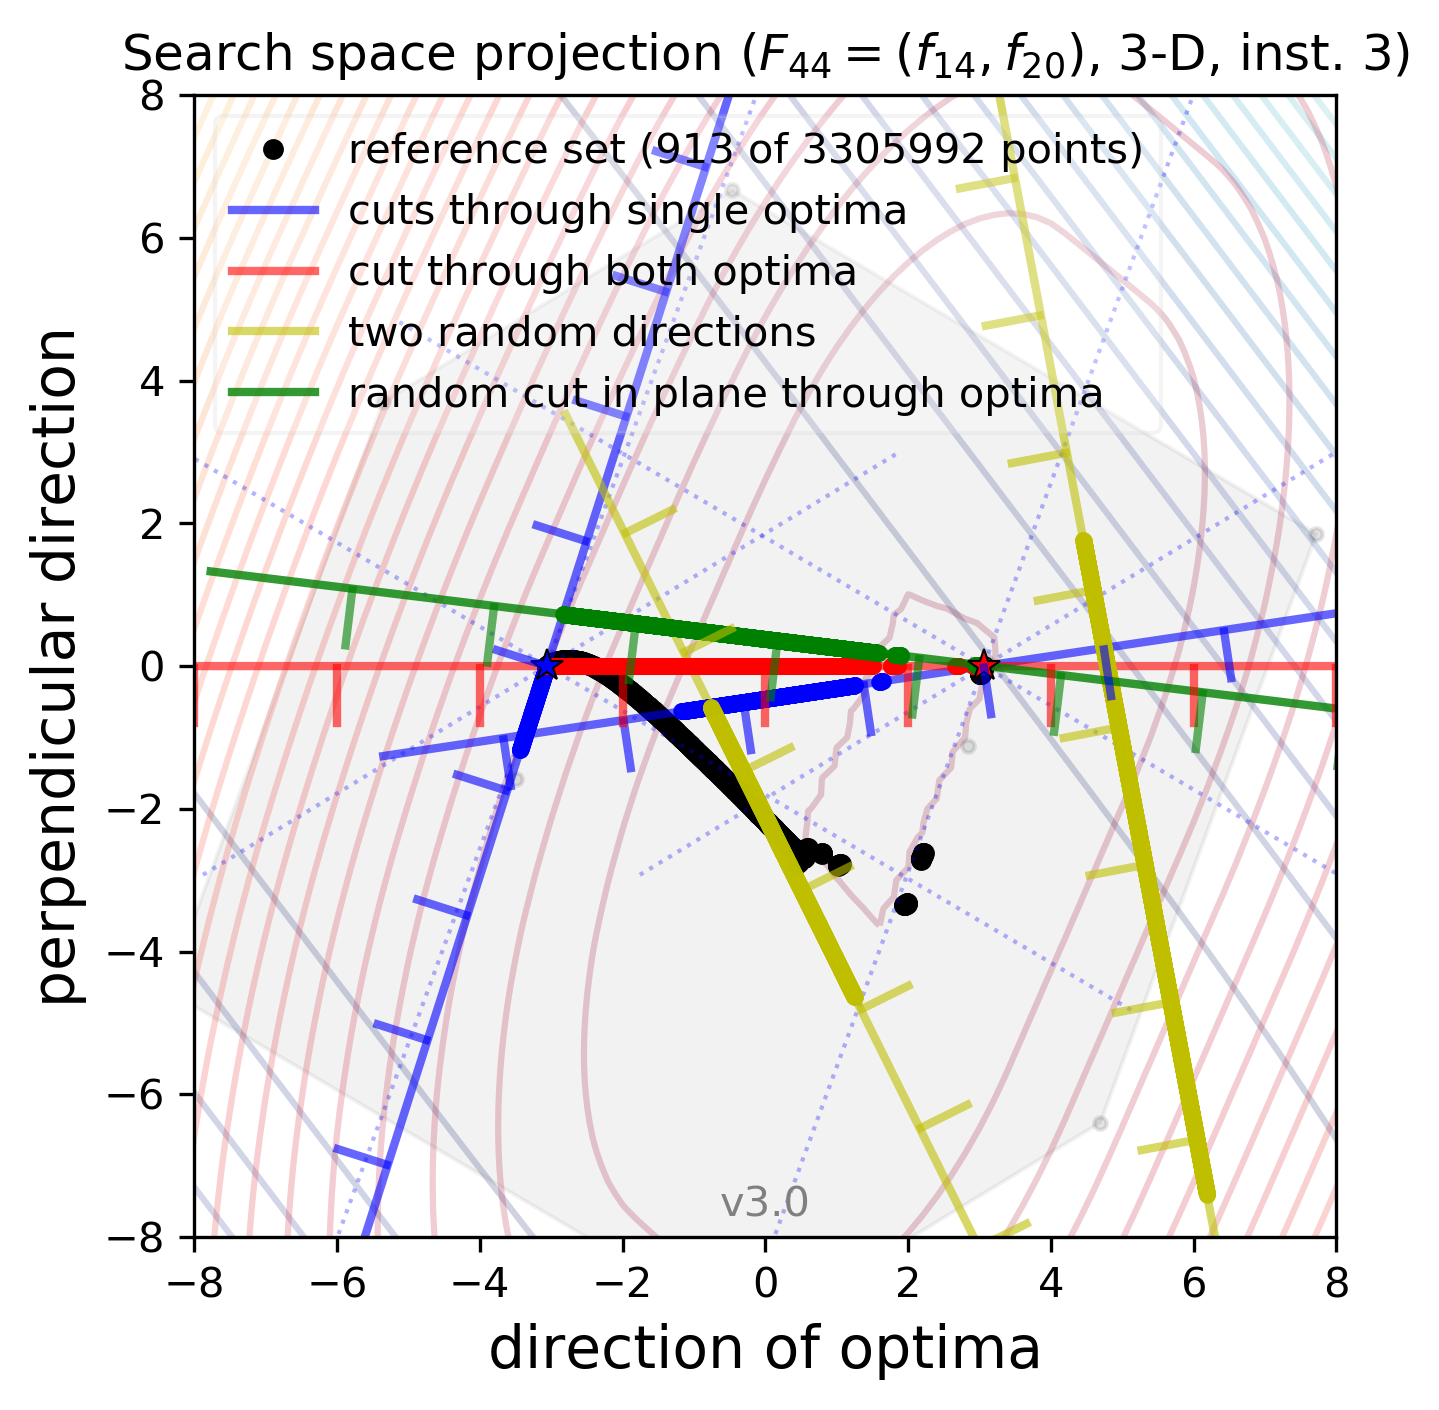 Search space projection (F₄₄ = (f₁₄, f₂₀), 3-D, inst. 3)
8
6
4
2
0
−2
−4
−6
−8
perpendicular direction
reference set (913 of 3305992 points)
cuts through single optima
cut through both optima
two random directions
random cut in plane through optima
v3.0
−8 −6 −4 −2 0 2 4 6 8
direction of optima